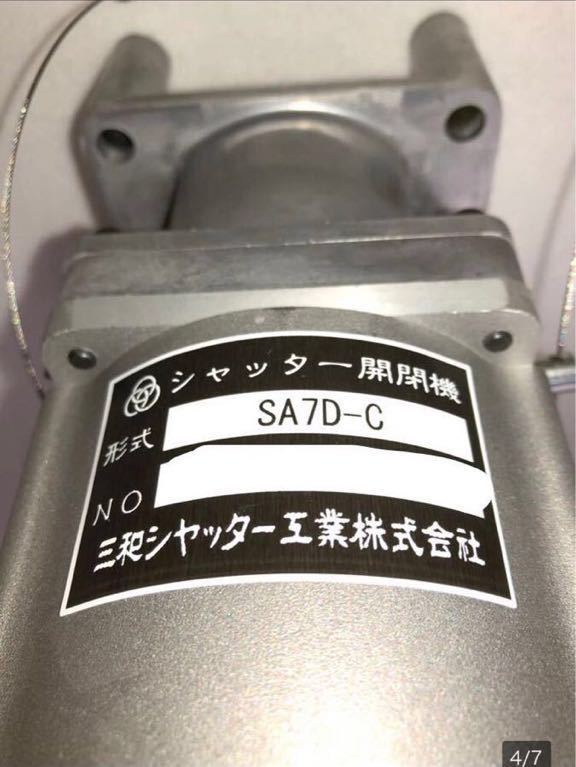 シャッター開閉機
形式 SA7D-C
NO
三和シヤッター工業株式会社
4/7